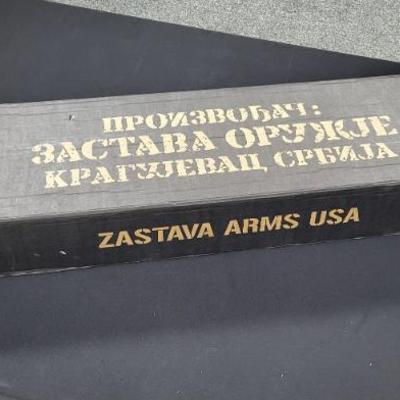 ПРОИЗВОЂАЧ:
ЗАСТАВА ОРУЖЈЕ
КРАГУЈЕВАЦ, СРБИЈА
ZASTAVA ARMS USA